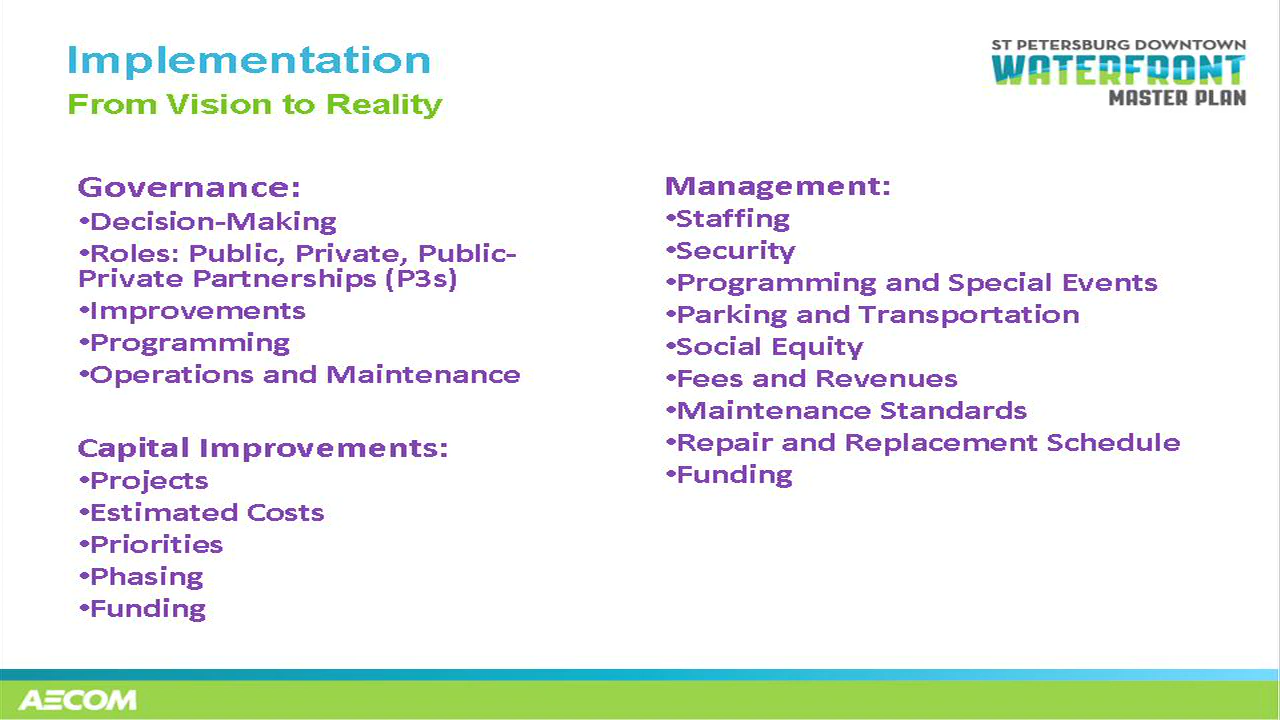 Implementation
From Vision to Reality
ST PETERSBURG DOWNTOWN
WATERFRONT
MASTER PLAN
Governance:
•Decision-Making
•Roles: Public, Private, Public-
Private Partnerships (P3s)
•Improvements
•Programming
•Operations and Maintenance
Capital Improvements:
•Projects
•Estimated Costs
•Priorities
•Phasing
•Funding
Management:
•Staffing
•Security
•Programming and Special Events
•Parking and Transportation
•Social Equity
•Fees and Revenues
•Maintenance Standards
•Repair and Replacement Schedule
•Funding
AECOM